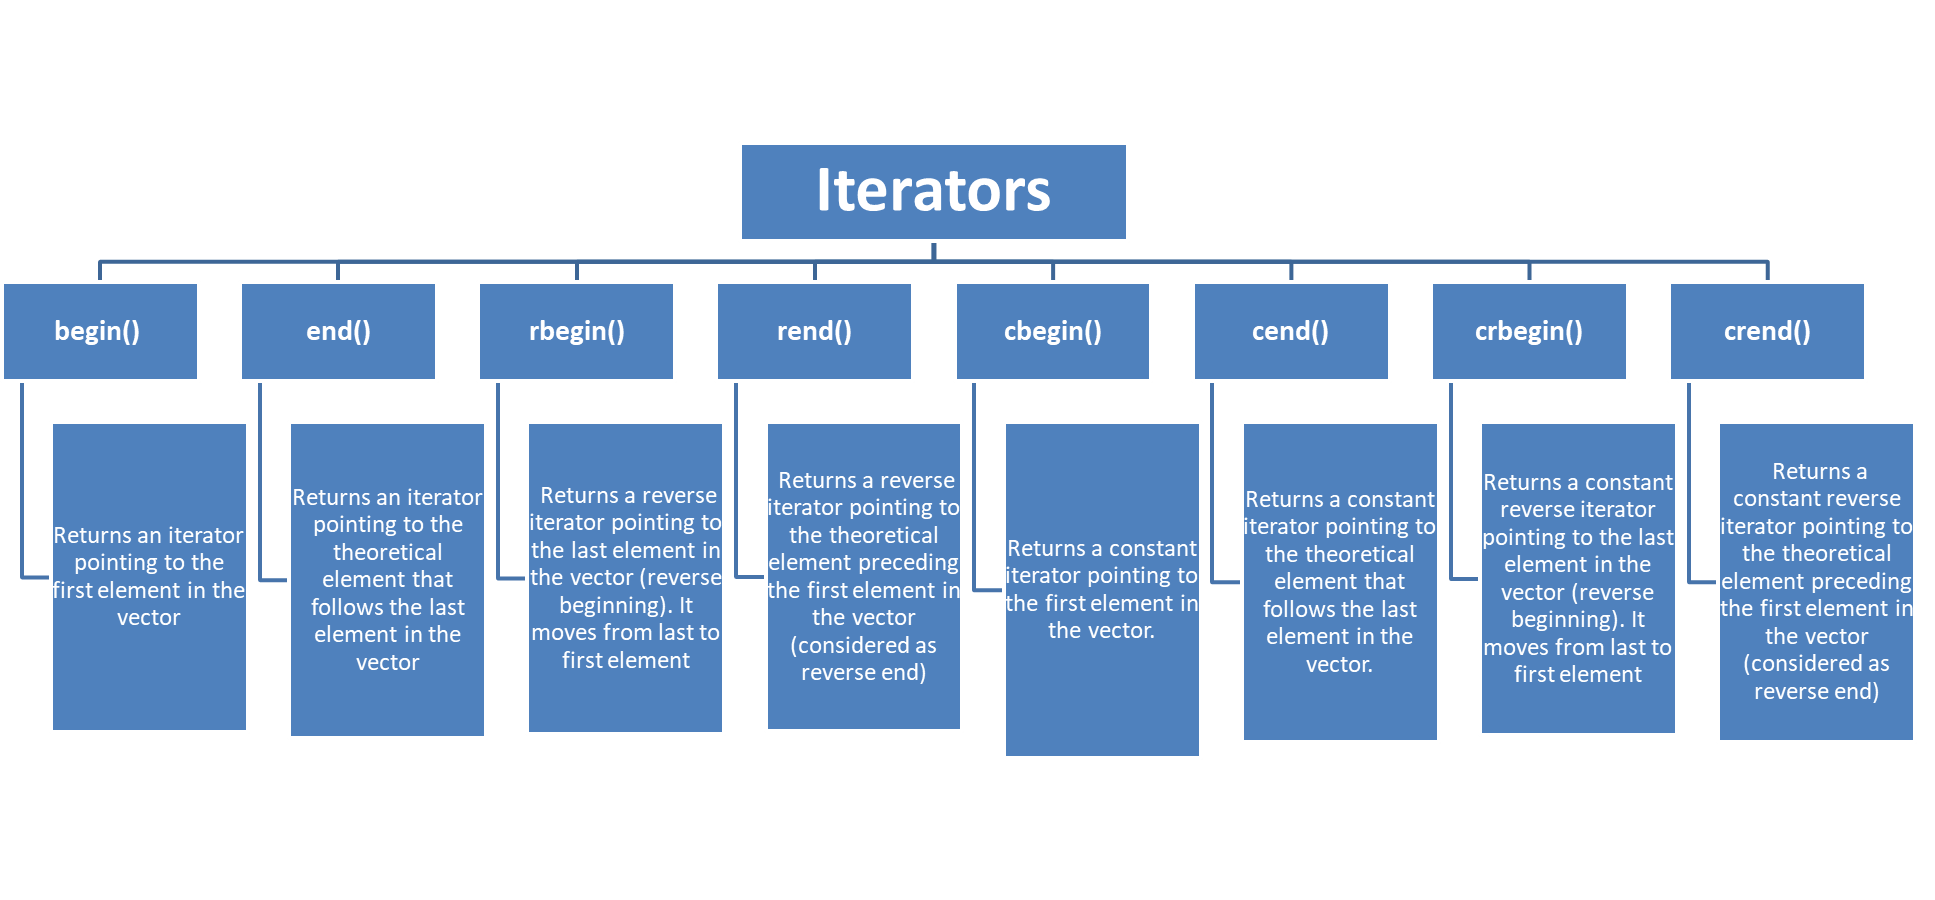 Iterators
begin()
end()
rbegin()
rend()
cbegin()
cend()
crbegin()
crend()
Returns an iterator
pointing to the
first element in the
vector
Returns an iterator
pointing to the
theoretical
element that
follows the last
element in the
vector
Returns a reverse
iterator pointing to
the last element in
the vector (reverse
beginning). It
moves from last to
first element
Returns a reverse
iterator pointing to
the theoretical
element preceding
the first element in
the vector
(considered as
reverse end)
Returns a constant
iterator pointing to
the first element in
the vector.
Returns a constant
iterator pointing to
the theoretical
element that
follows the last
element in the
vector.
Returns a constant
reverse iterator
pointing to the last
element in the
vector (reverse
beginning). It
moves from last to
first element
Returns a
constant reverse
iterator pointing to
the theoretical
element preceding
the first element in
the vector
(considered as
reverse end)